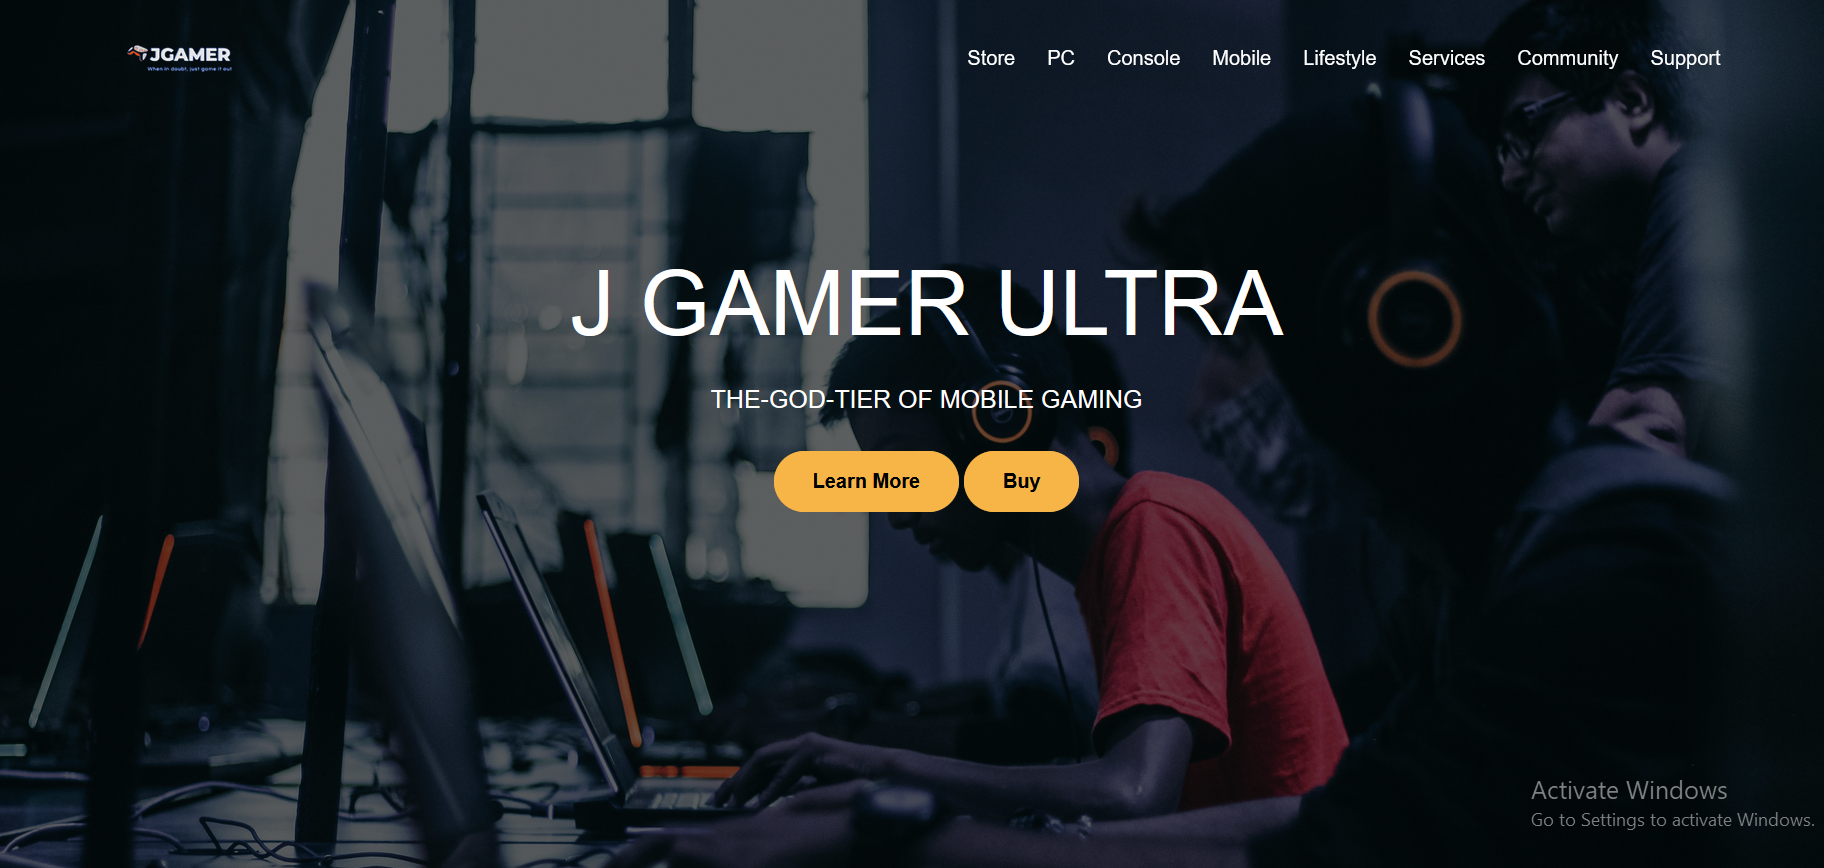 JGAMER
When in doubt, just game it out
Store PC Console Mobile Lifestyle Services Community Support
J GAMER ULTRA
THE-GOD-TIER OF MOBILE GAMING
Learn More Buy
Activate Windows
Go to Settings to activate Windows.